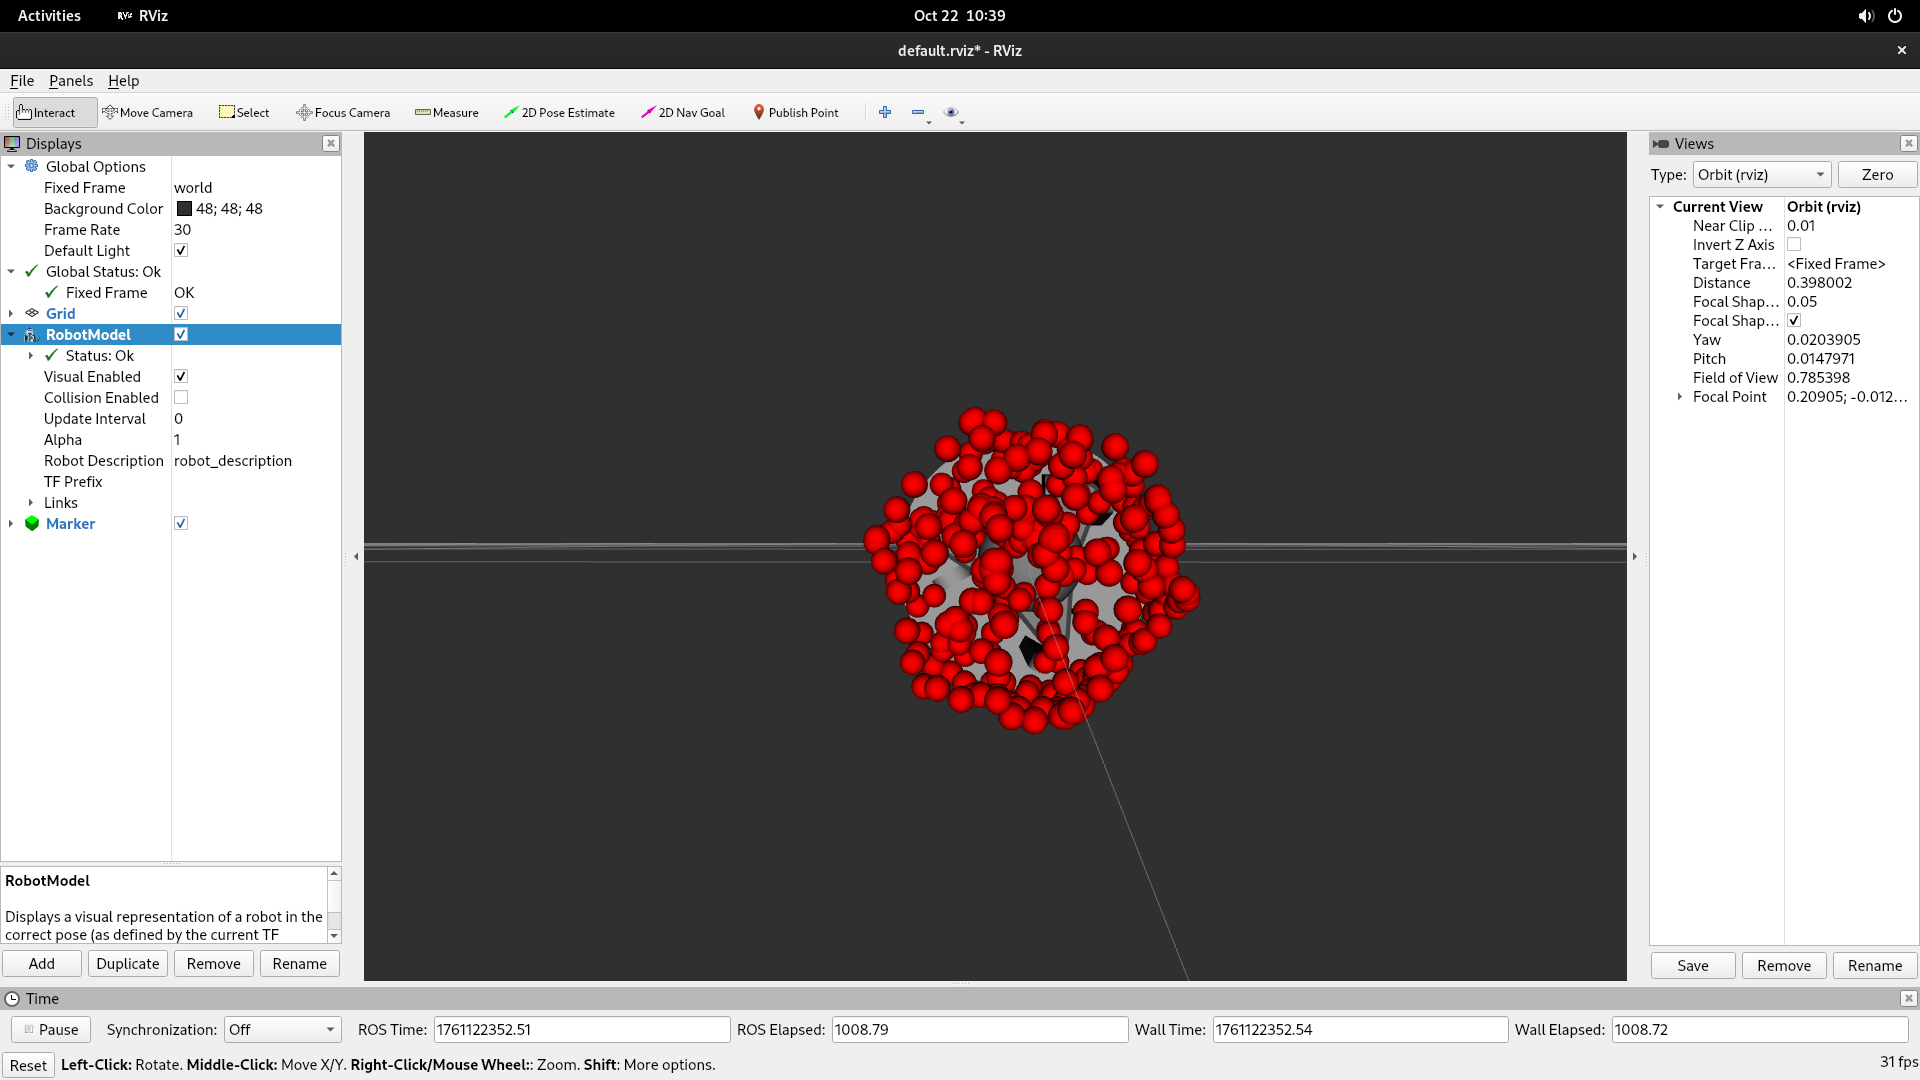 Activities RViz Oct 22 10:39
default.rviz* - RViz
File Panels Help
Interact Move Camera Select Focus Camera Measure 2D Pose Estimate 2D Nav Goal Publish Point
Displays
Global Options
Fixed Frame world
Background Color 48; 48; 48
Frame Rate 30
Default Light
Global Status: Ok
Fixed Frame OK
Grid
RobotModel
Status: Ok
Visual Enabled
Collision Enabled
Update Interval 0
Alpha 1
Robot Description robot_description
TF Prefix
Links
Marker
RobotModel
Displays a visual representation of a robot in the
correct pose (as defined by the current TF
Add Duplicate Remove Rename
Views
Type: Orbit (rviz) Zero
Current View Orbit (rviz)
Near Clip ... 0.01
Invert Z Axis
Target Fra... <Fixed Frame>
Distance 0.398002
Focal Shap... 0.05
Focal Shap...
Yaw 0.0203905
Pitch 0.0147971
Field of View 0.785398
Focal Point 0.20905; -0.012...
Save Remove Rename
Time
Pause Synchronization: Off ROS Time: 1761122352.51 ROS Elapsed: 1008.79 Wall Time: 1761122352.54 Wall Elapsed: 1008.72
Reset Left-Click: Rotate. Middle-Click: Move X/Y. Right-Click/Mouse Wheel:: Zoom. Shift: More options. 31 fps